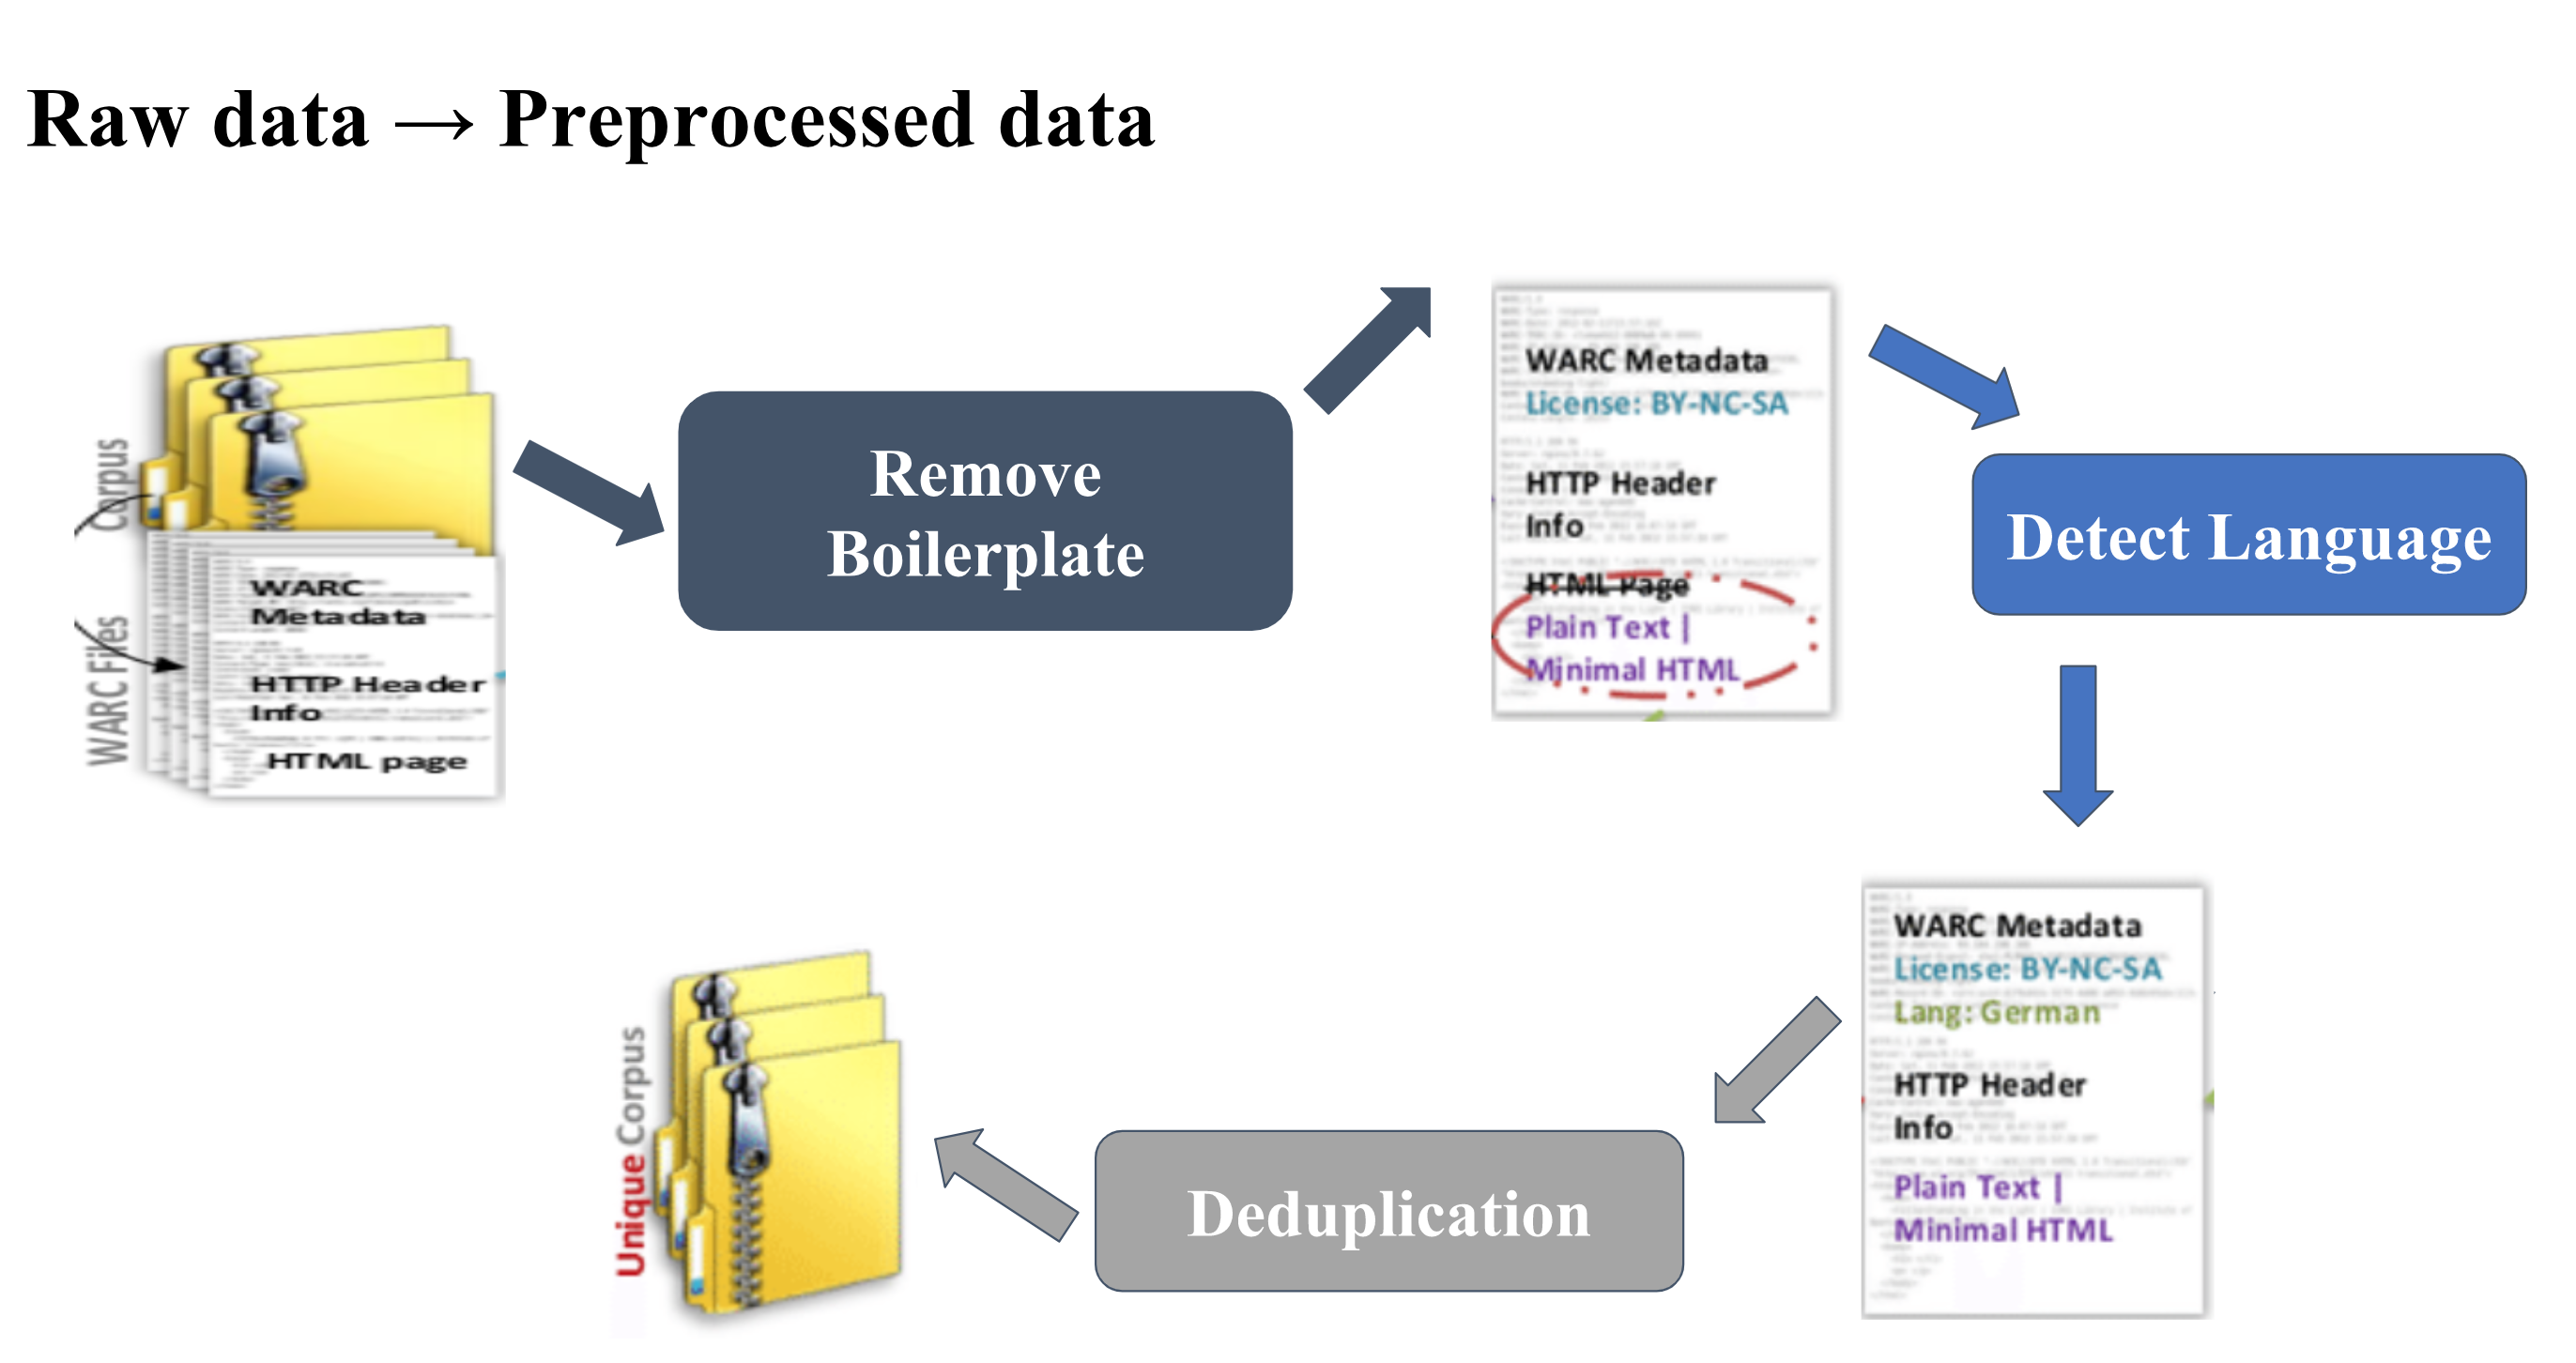 Raw data → Preprocessed data
Corpus
WARC Files
WARC
Metadata
HTTP Header
Info
HTML page
Remove
Boilerplate
WARC Metadata
License: BY-NC-SA
HTTP Header
Info
HTML Page
Plain Text |
Minimal HTML
Detect Language
WARC Metadata
License: BY-NC-SA
Lang: German
HTTP Header
Info
Plain Text |
Minimal HTML
Deduplication
Unique Corpus